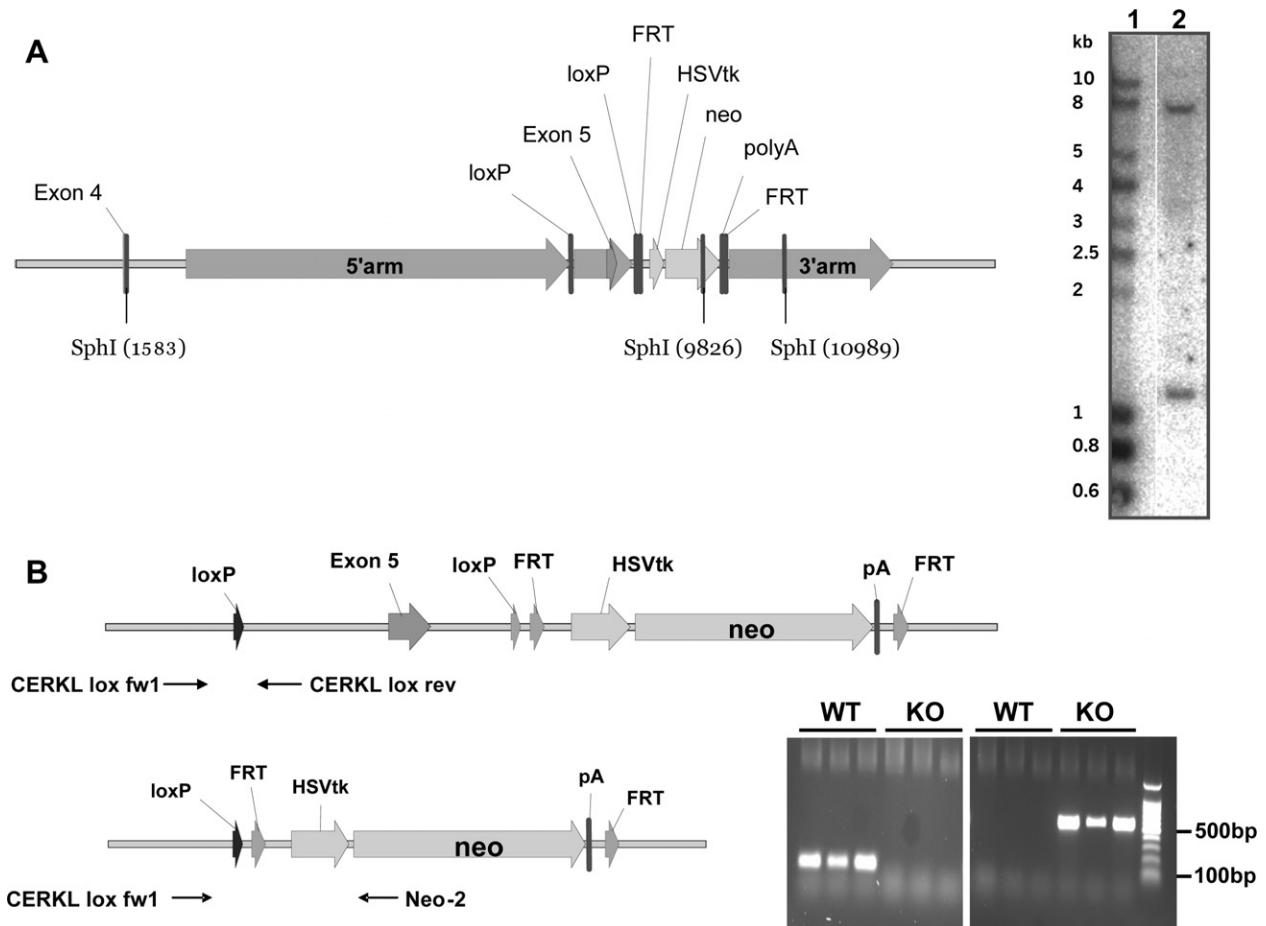 A
FRT
loxP
HSVtk
neo
Exon 5
polyA
loxP
FRT
Exon 4
5'arm
3'arm
SphI (1583)
SphI (9826)
SphI (10989)
1 2
kb
10
8
5
4
3
2.5
2
1
0.8
0.6
B
loxP
Exon 5
loxP
FRT
HSVtk
pA
FRT
neo
CERKL lox fw1
CERKL lox rev
loxP
FRT
HSVtk
pA
FRT
neo
CERKL lox fw1
Neo-2
WT KO WT KO
500bp
100bp